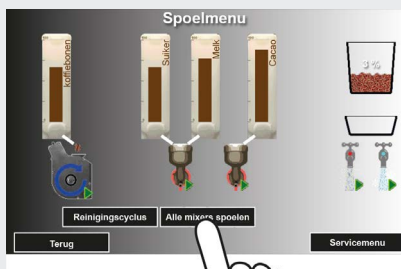 Spoelmenu
koffiebonen
Suiker
Melk
Cacao
3 %
Reinigingscyclus
Alle mixers spoelen
Terug
Servicemenu